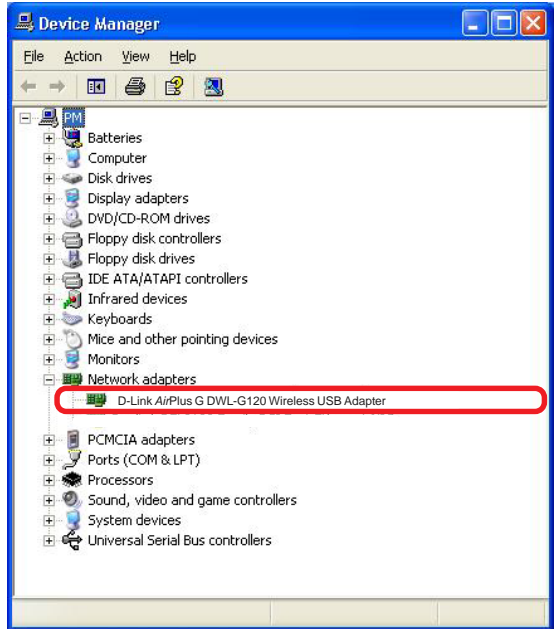 Device Manager
File Action View Help
PM
Batteries
Computer
Disk drives
Display adapters
DVD/CD-ROM drives
Floppy disk controllers
Floppy disk drives
IDE ATA/ATAPI controllers
Infrared devices
Keyboards
Mice and other pointing devices
Monitors
Network adapters
D-Link AirPlus G DWL-G120 Wireless USB Adapter
PCMCIA adapters
Ports (COM & LPT)
Processors
Sound, video and game controllers
System devices
Universal Serial Bus controllers